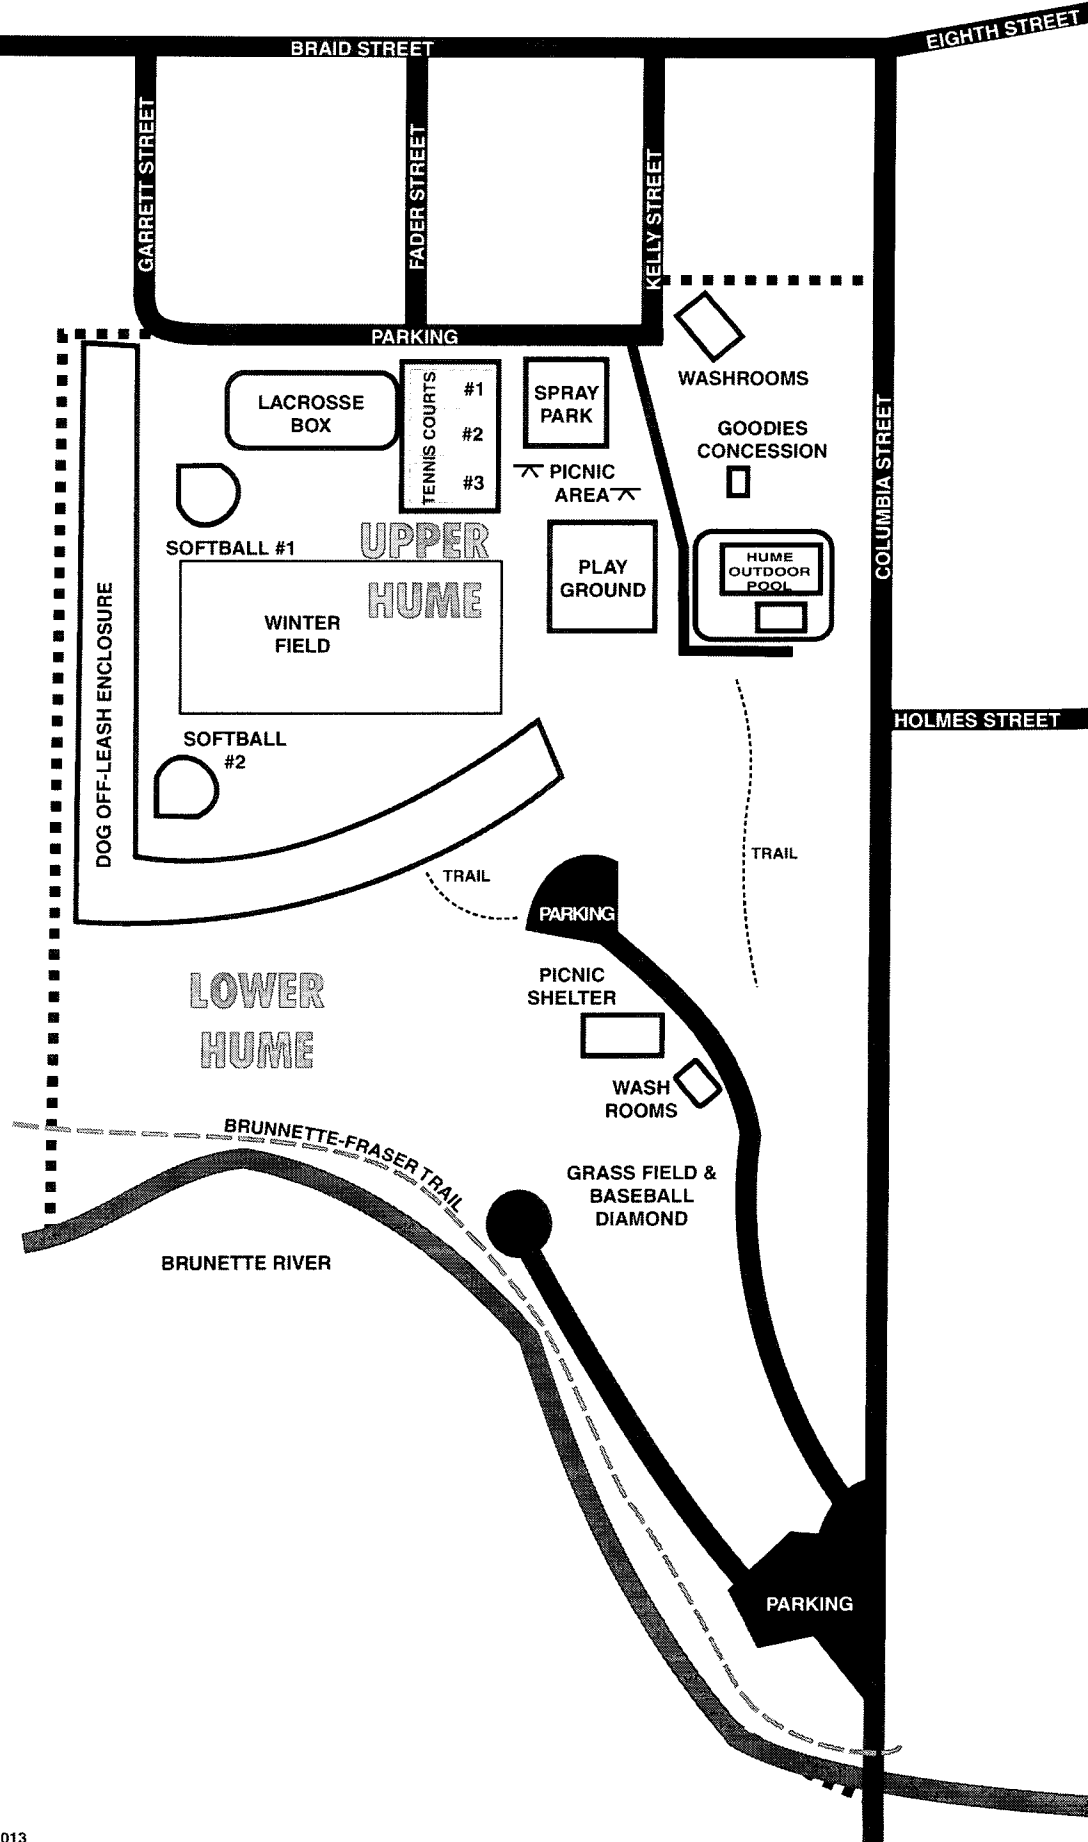 EIGHTH STREET
BRAID STREET
GARRETT STREET
FADER STREET
KELLY STREET
PARKING
WASHROOMS
LACROSSE
BOX
TENNIS COURTS
#1
#2
#3
SPRAY
PARK
GOODIES
CONCESSION
COLUMBIA STREET
PICNIC
AREA
SOFTBALL #1
UPPER
HUME
PLAY
GROUND
HUME
OUTDOOR
POOL
WINTER
FIELD
DOG OFF-LEASH ENCLOSURE
HOLMES STREET
SOFTBALL
#2
TRAIL
TRAIL
PARKING
LOWER
HUME
PICNIC
SHELTER
WASH
ROOMS
BRUNNETTE-FRASER TRAIL
GRASS FIELD &
BASEBALL
DIAMOND
BRUNETTE RIVER
PARKING
013